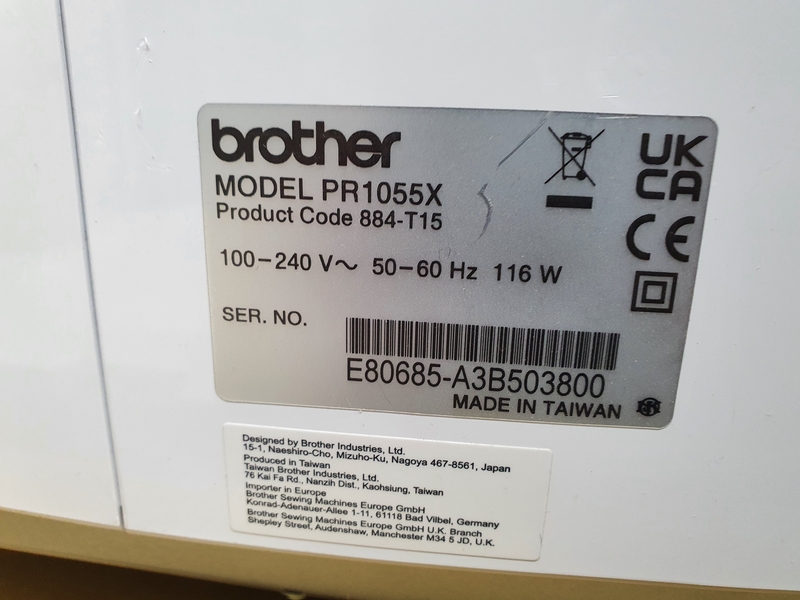 brother
MODEL PR1055X
Product Code 884-T15
100-240 V~ 50-60 Hz 116 W
SER. NO.
E80685-A3B503800
MADE IN TAIWAN
UK
CA
CE
Designed by Brother Industries, Ltd.
15-1, Naeshiro-Cho, Mizuho-Ku, Nagoya 467-8561, Japan
Produced in Taiwan
Taiwan Brother Industries, Ltd.
76 Kai Fa Rd., Nanzih Dist., Kaohsiung, Taiwan
Importer in Europe
Brother Sewing Machines Europe GmbH
Konrad-Adenauer-Allee 1-11, 61118 Bad Vilbel, Germany
Brother Sewing Machines Europe GmbH U.K. Branch
Shepley Street, Audenshaw, Manchester M34 5 JD, U.K.